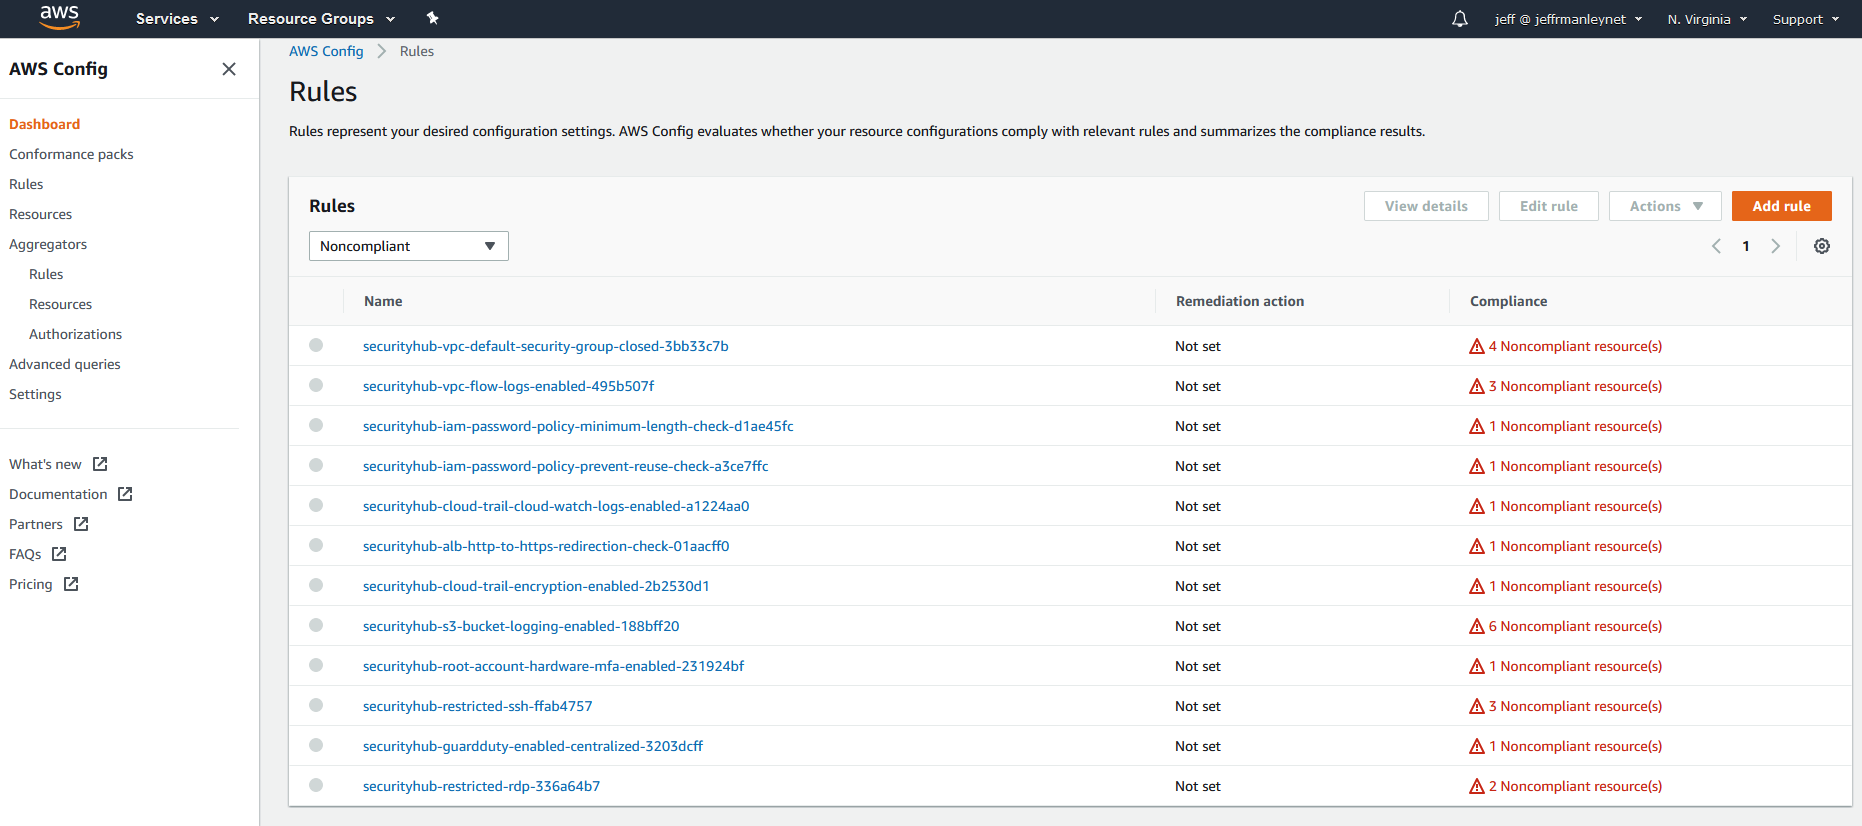 aws Services Resource Groups jeff @ jeffrmanleynet N. Virginia Support
AWS Config
Dashboard
Conformance packs
Rules
Resources
Aggregators
Rules
Resources
Authorizations
Advanced queries
Settings
What's new
Documentation
Partners
FAQs
Pricing
AWS Config Rules
Rules
Rules represent your desired configuration settings. AWS Config evaluates whether your resource configurations comply with relevant rules and summarizes the compliance results.
Rules View details Edit rule Actions Add rule
Noncompliant 1
Name Remediation action Compliance
securityhub-vpc-default-security-group-closed-3bb33c7b Not set 4 Noncompliant resource(s)
securityhub-vpc-flow-logs-enabled-495b507f Not set 3 Noncompliant resource(s)
securityhub-iam-password-policy-minimum-length-check-d1ae45fc Not set 1 Noncompliant resource(s)
securityhub-iam-password-policy-prevent-reuse-check-a3ce7ffc Not set 1 Noncompliant resource(s)
securityhub-cloud-trail-cloud-watch-logs-enabled-a1224aa0 Not set 1 Noncompliant resource(s)
securityhub-alb-http-to-https-redirection-check-01aacff0 Not set 1 Noncompliant resource(s)
securityhub-cloud-trail-encryption-enabled-2b2530d1 Not set 1 Noncompliant resource(s)
securityhub-s3-bucket-logging-enabled-188bff20 Not set 6 Noncompliant resource(s)
securityhub-root-account-hardware-mfa-enabled-231924bf Not set 1 Noncompliant resource(s)
securityhub-restricted-ssh-ffab4757 Not set 3 Noncompliant resource(s)
securityhub-guardduty-enabled-centralized-3203dcff Not set 1 Noncompliant resource(s)
securityhub-restricted-rdp-336a64b7 Not set 2 Noncompliant resource(s)